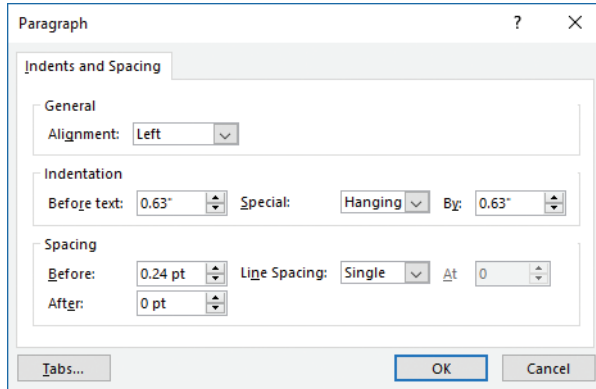 Paragraph ?
Indents and Spacing
General
Alignment: Left
Indentation
Before text: 0.63" Special: Hanging By: 0.63"
Spacing
Before: 0.24 pt Line Spacing: Single At 0
After: 0 pt
Tabs... OK Cancel